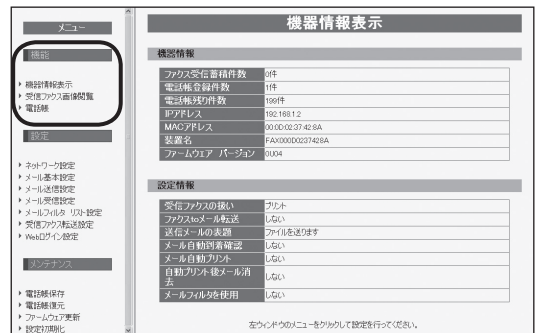 メニュー
機能
機器情報表示
受信ファクス画像閲覧
電話帳
設定
ネットワーク設定
メール基本設定
メール送信設定
メール受信設定
メールフィルタ リスト設定
受信ファクス転送設定
Webログイン設定
メンテナンス
電話帳保存
電話帳復元
ファームウェア更新
設定初期化
機器情報表示
機器情報
ファクス受信蓄積件数 0件
電話帳登録件数 1件
電話帳残り件数 199件
IPアドレス 192.168.1.2
MACアドレス 00:0D:02:37:42:8A
装置名 FAX000D0237428A
ファームウェア バージョン 0U04
設定情報
受信ファクスの扱い プリント
ファクスtoメール転送 しない
送信メールの表題 ファイルを送ります
メール自動到着確認 しない
メール自動プリント しない
自動プリント後メール消去 しない
メールフィルタを使用 しない
左ウィンドウのメニューをクリックして設定を行ってください。